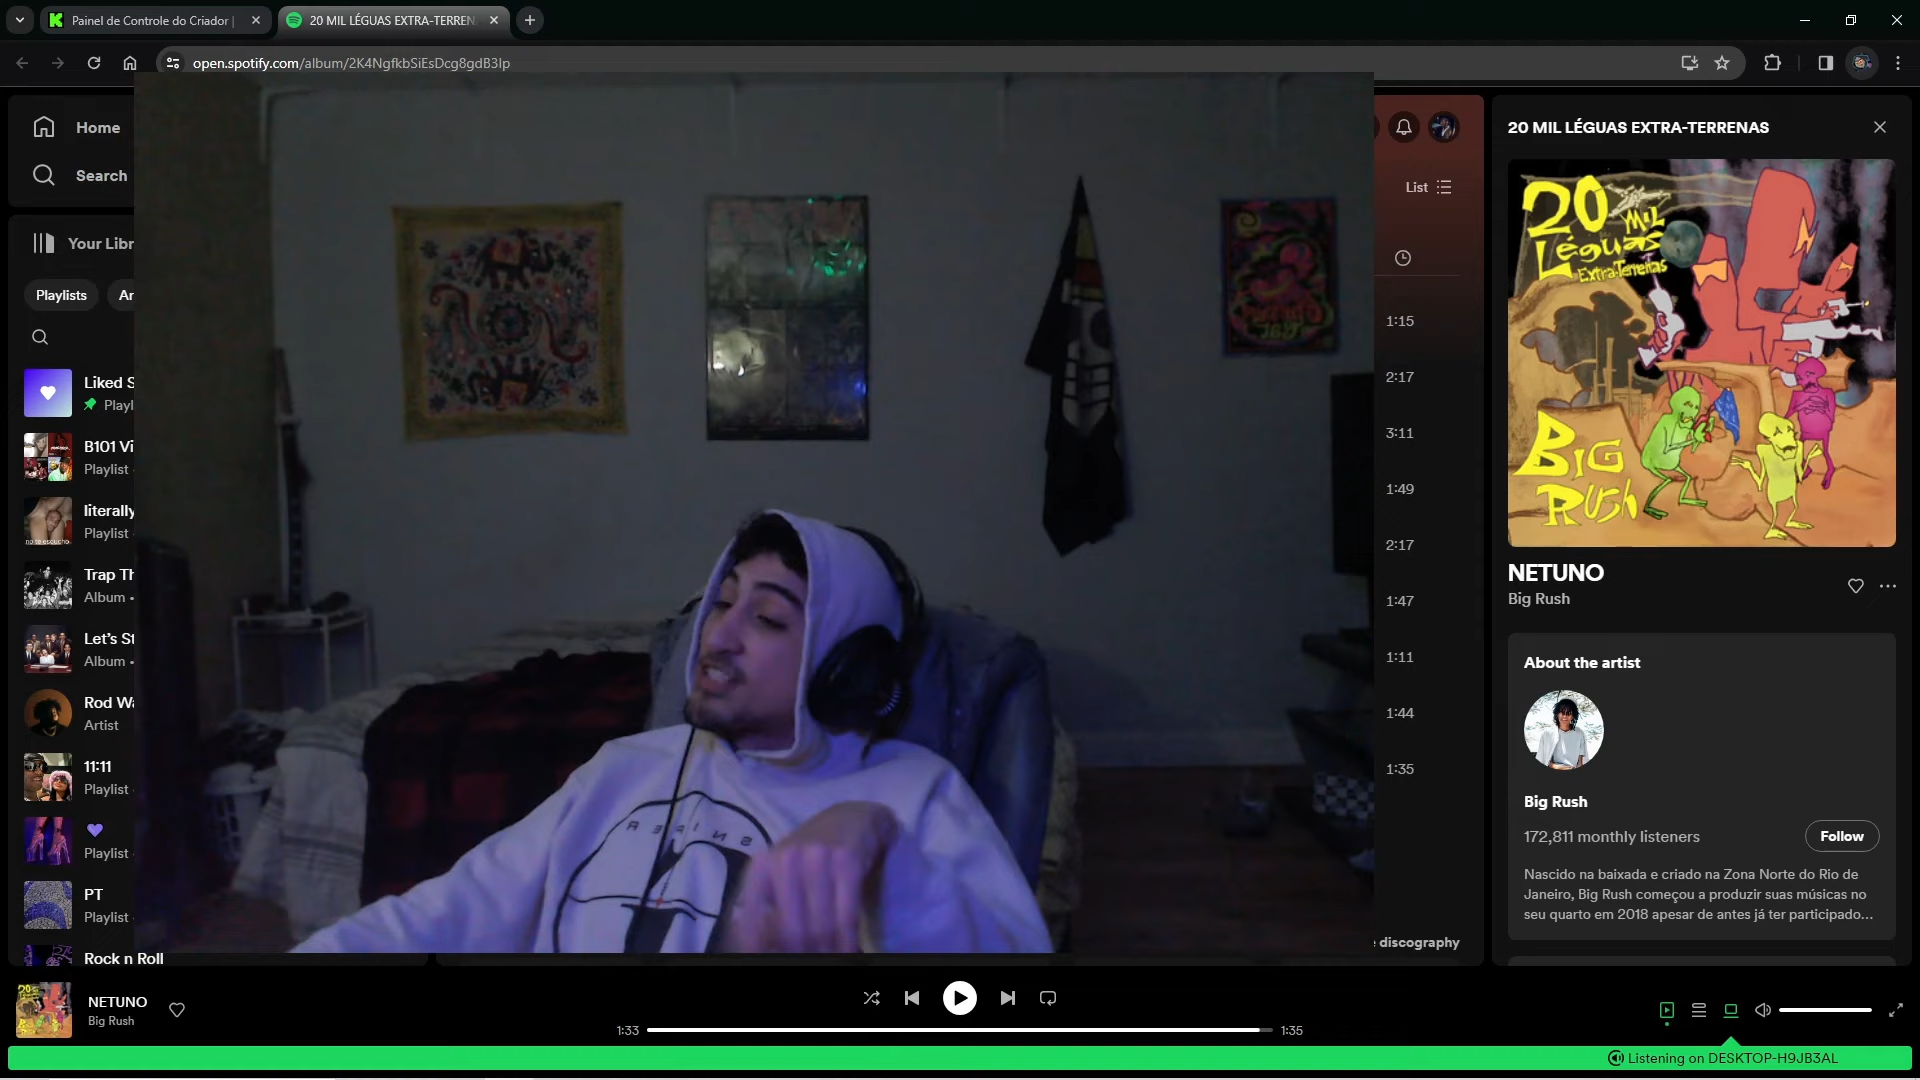 Painel de Controle do Criador |
20 MIL LÉGUAS EXTRA-TERREN
open.spotify.com/album/2K4NgfkbSiEsDcg8gdB3lp
Home
Search
Your Libr
Playlists
Ar
Liked S
Playl
B101 Vi
Playlist
literally
Playlist
Trap Th
Album •
Let's St
Album •
Rod Wa
Artist
11:11
Playlist
Playlist
PT
Playlist
Rock n Roll
List
1:15
2:17
3:11
1:49
2:17
1:47
1:11
1:44
1:35
discography
20 MIL LÉGUAS EXTRA-TERRENAS
20 MIL
Léguas
Extra-Terrenas
BIG
RUSH
NETUNO
Big Rush
About the artist
Big Rush
172,811 monthly listeners
Follow
Nascido na baixada e criado na Zona Norte do Rio de
Janeiro, Big Rush começou a produzir suas músicas no
seu quarto em 2018 apesar de antes já ter participado...
NETUNO
Big Rush
1:33
1:35
Listening on DESKTOP-H9JB3AL